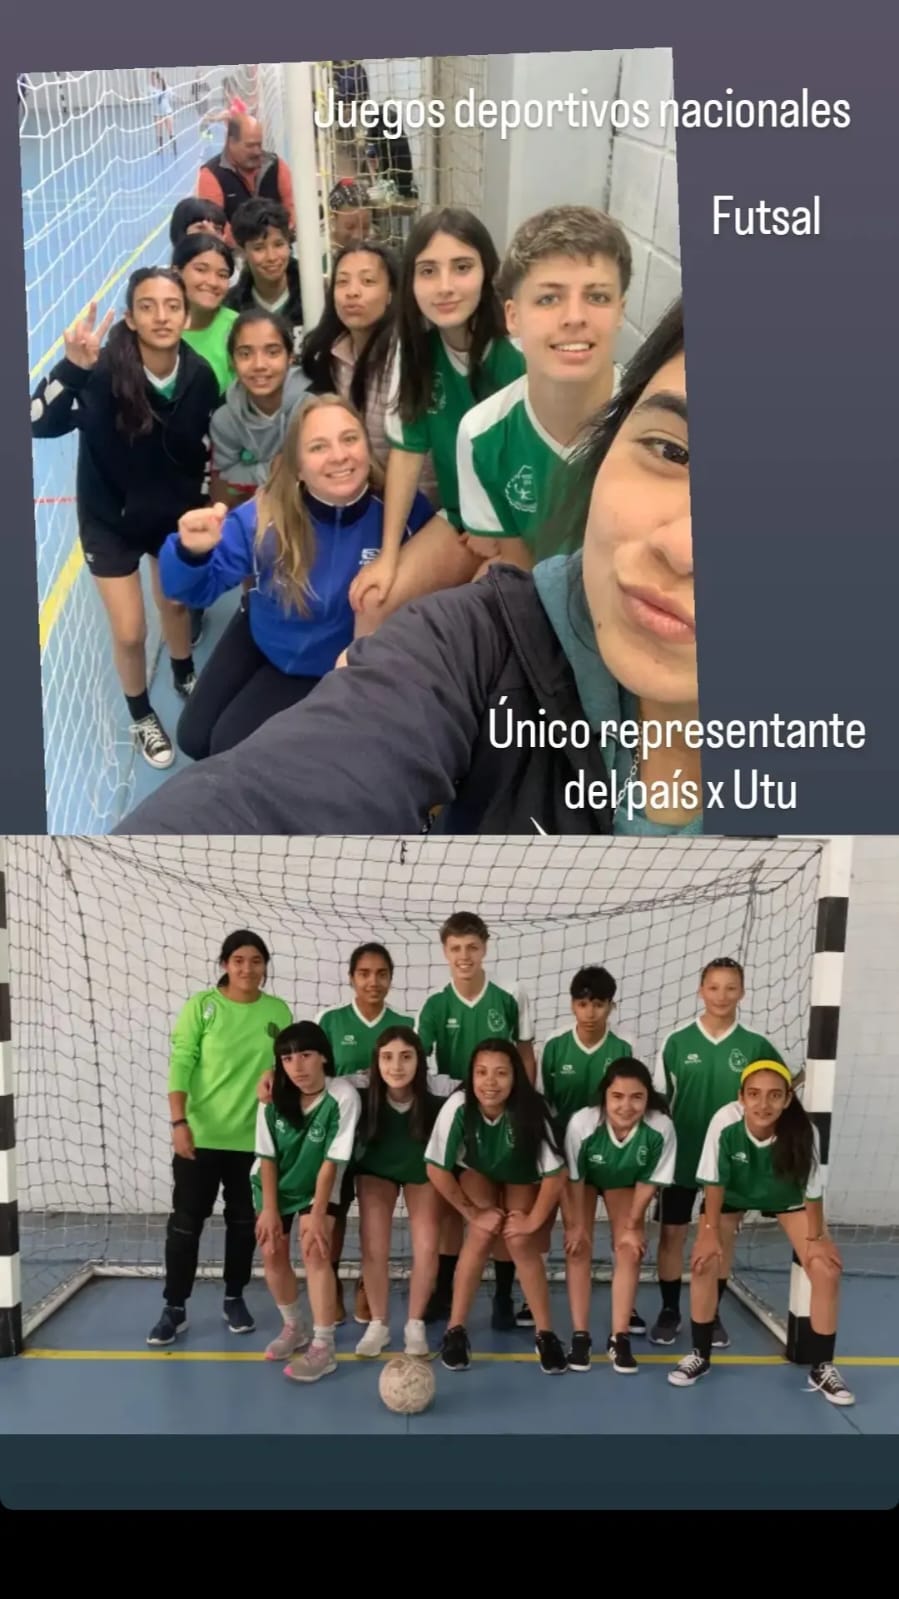 Juegos deportivos nacionales
Futsal
Único representante
del país x Utu